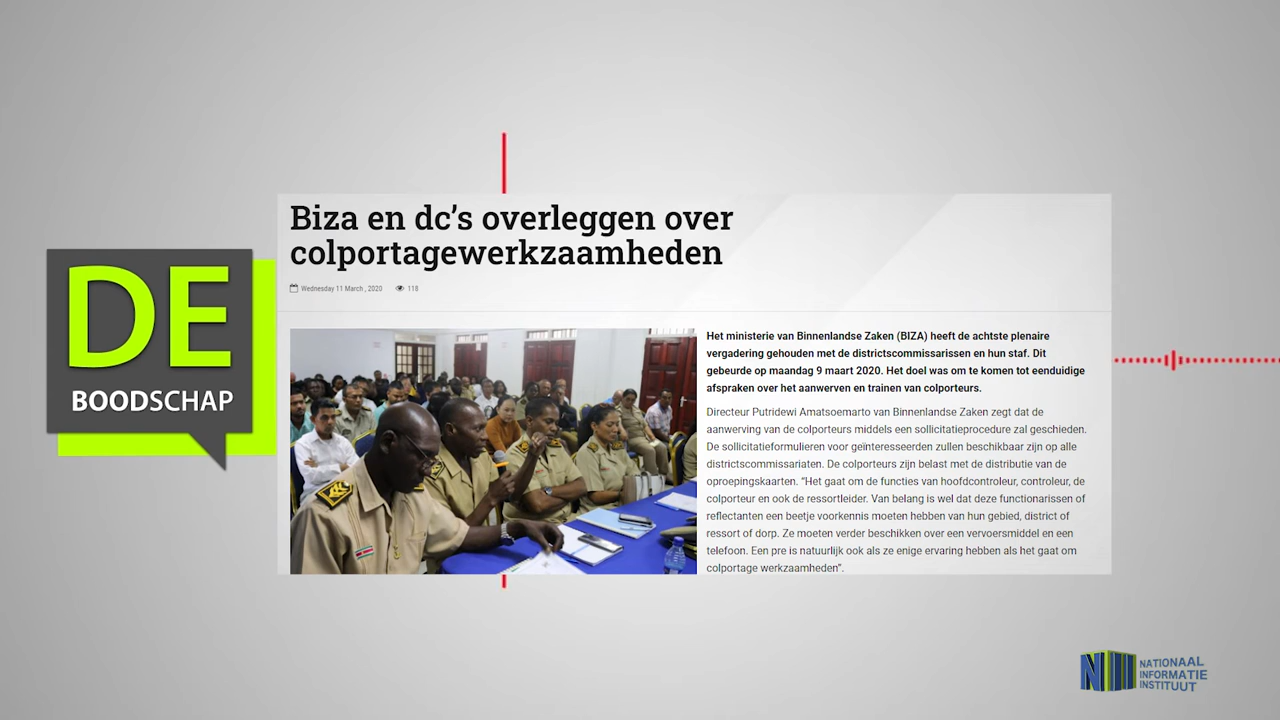 DE
BOODSCHAP
Biza en dc’s overleggen over
colportagewerkzaamheden
Wednesday 11 March , 2020 118
Het ministerie van Binnenlandse Zaken (BIZA) heeft de achtste plenaire
vergadering gehouden met de districtscommissarissen en hun staf. Dit
gebeurde op maandag 9 maart 2020. Het doel was om te komen tot eenduidige
afspraken over het aanwerven en trainen van colporteurs.
Directeur Putridewi Amatsoemarto van Binnenlandse Zaken zegt dat de
aanwerving van de colporteurs middels een sollicitatieprocedure zal geschieden.
De sollicitatieformulieren voor geïnteresseerden zullen beschikbaar zijn op alle
districtscommissariaten. De colporteurs zijn belast met de distributie van de
oproepingskaarten. “Het gaat om de functies van hoofdcontroleur, controleur, de
colporteur en ook de ressortleider. Van belang is wel dat deze functionarissen of
reflectanten een beetje voorkennis moeten hebben van hun gebied, district of
ressort of dorp. Ze moeten verder beschikken over een vervoersmiddel en een
telefoon. Een pre is natuurlijk ook als ze enige ervaring hebben als het gaat om
colportage werkzaamheden”.
NII NATIONAAL
INFORMATIE
INSTITUUT